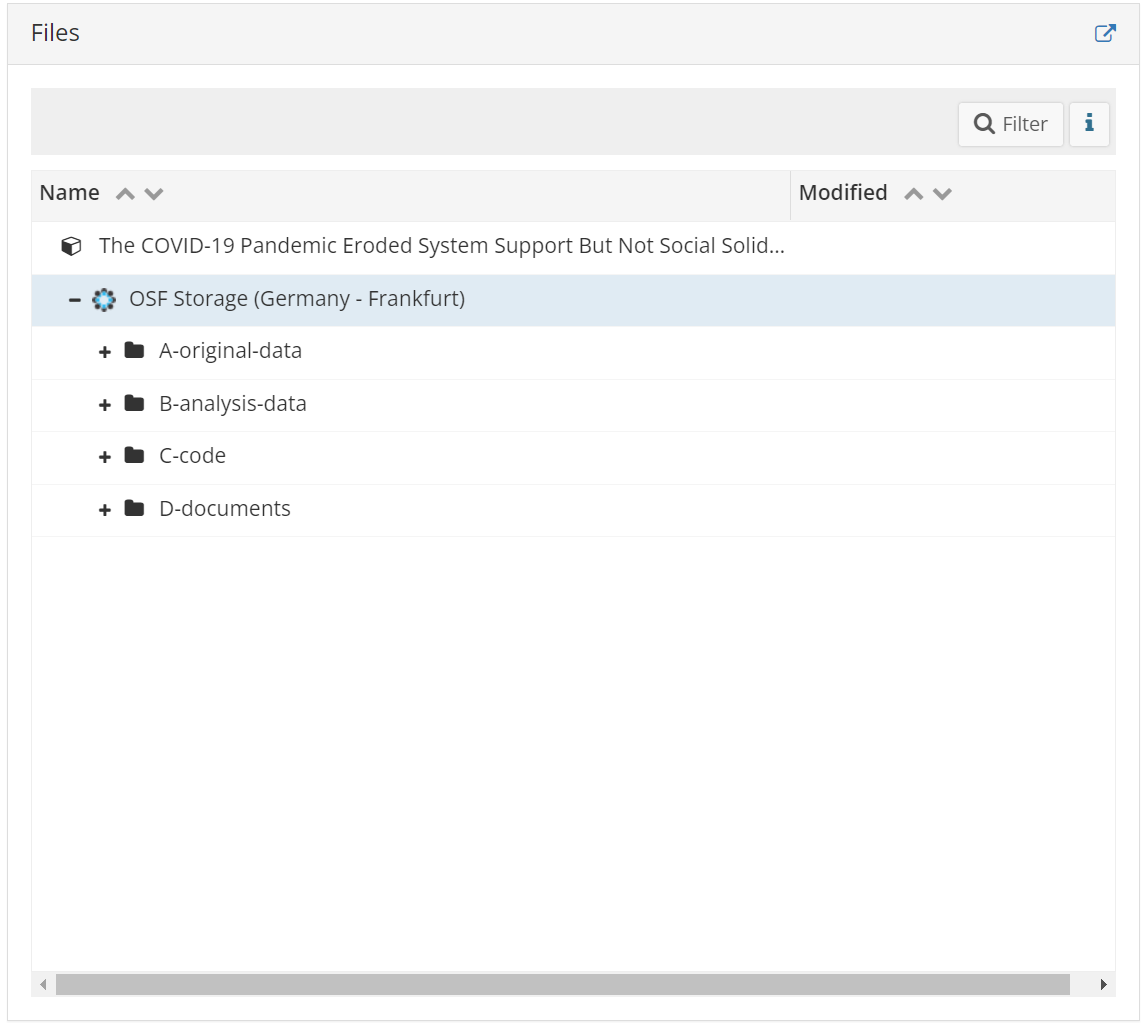 Files
Filter
Name Modified
The COVID-19 Pandemic Eroded System Support But Not Social Solid...
OSF Storage (Germany - Frankfurt)
A-original-data
B-analysis-data
C-code
D-documents